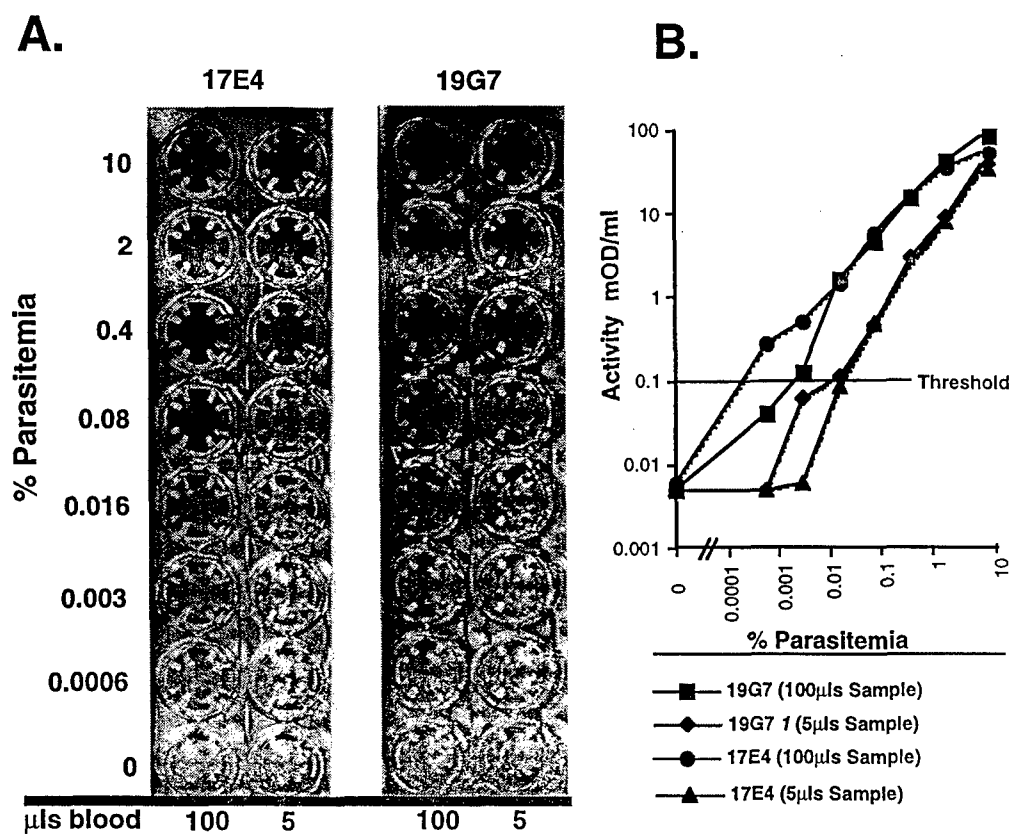 A.
17E4
19G7
% Parasitemia
10
2
0.4
0.08
0.016
0.003
0.0006
0
μls blood 100 5 100 5
B.
Activity mOD/ml
100
10
1
0.1
0.01
0.001
Threshold
0 0.0001 0.001 0.01 0.1 1 10
% Parasitemia
19G7 (100μls Sample)
19G7 1 (5μls Sample)
17E4 (100μls Sample)
17E4 (5μls Sample)